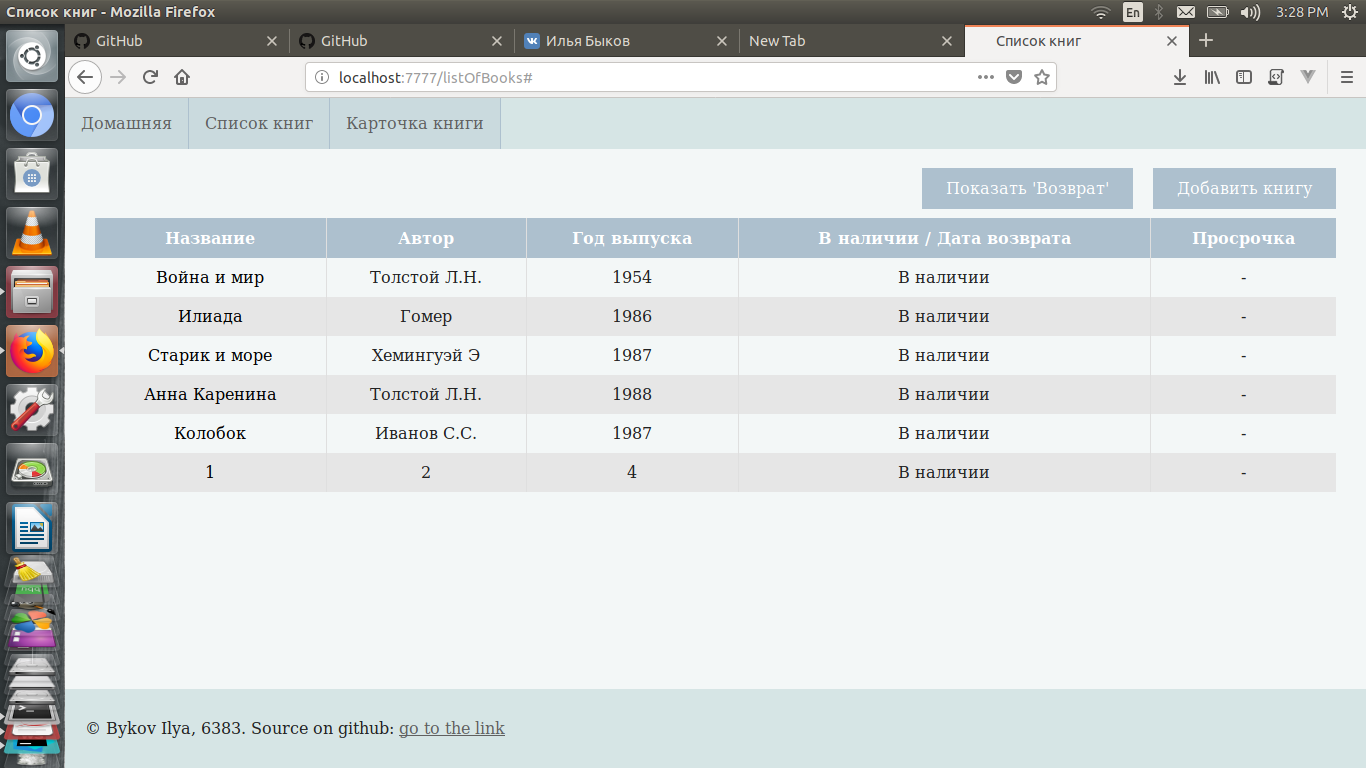 Список книг - Mozilla Firefox
En
3:28 PM
GitHub
GitHub
Илья Быков
New Tab
Список книг
localhost:7777/listOfBooks#
Домашняя
Список книг
Карточка книги
Показать 'Возврат'
Добавить книгу
Название Автор Год выпуска В наличии / Дата возврата Просрочка
Война и мир Толстой Л.Н. 1954 В наличии -
Илиада Гомер 1986 В наличии -
Старик и море Хемингуэй Э 1987 В наличии -
Анна Каренина Толстой Л.Н. 1988 В наличии -
Колобок Иванов С.С. 1987 В наличии -
1 2 4 В наличии -
© Bykov Ilya, 6383. Source on github: go to the link